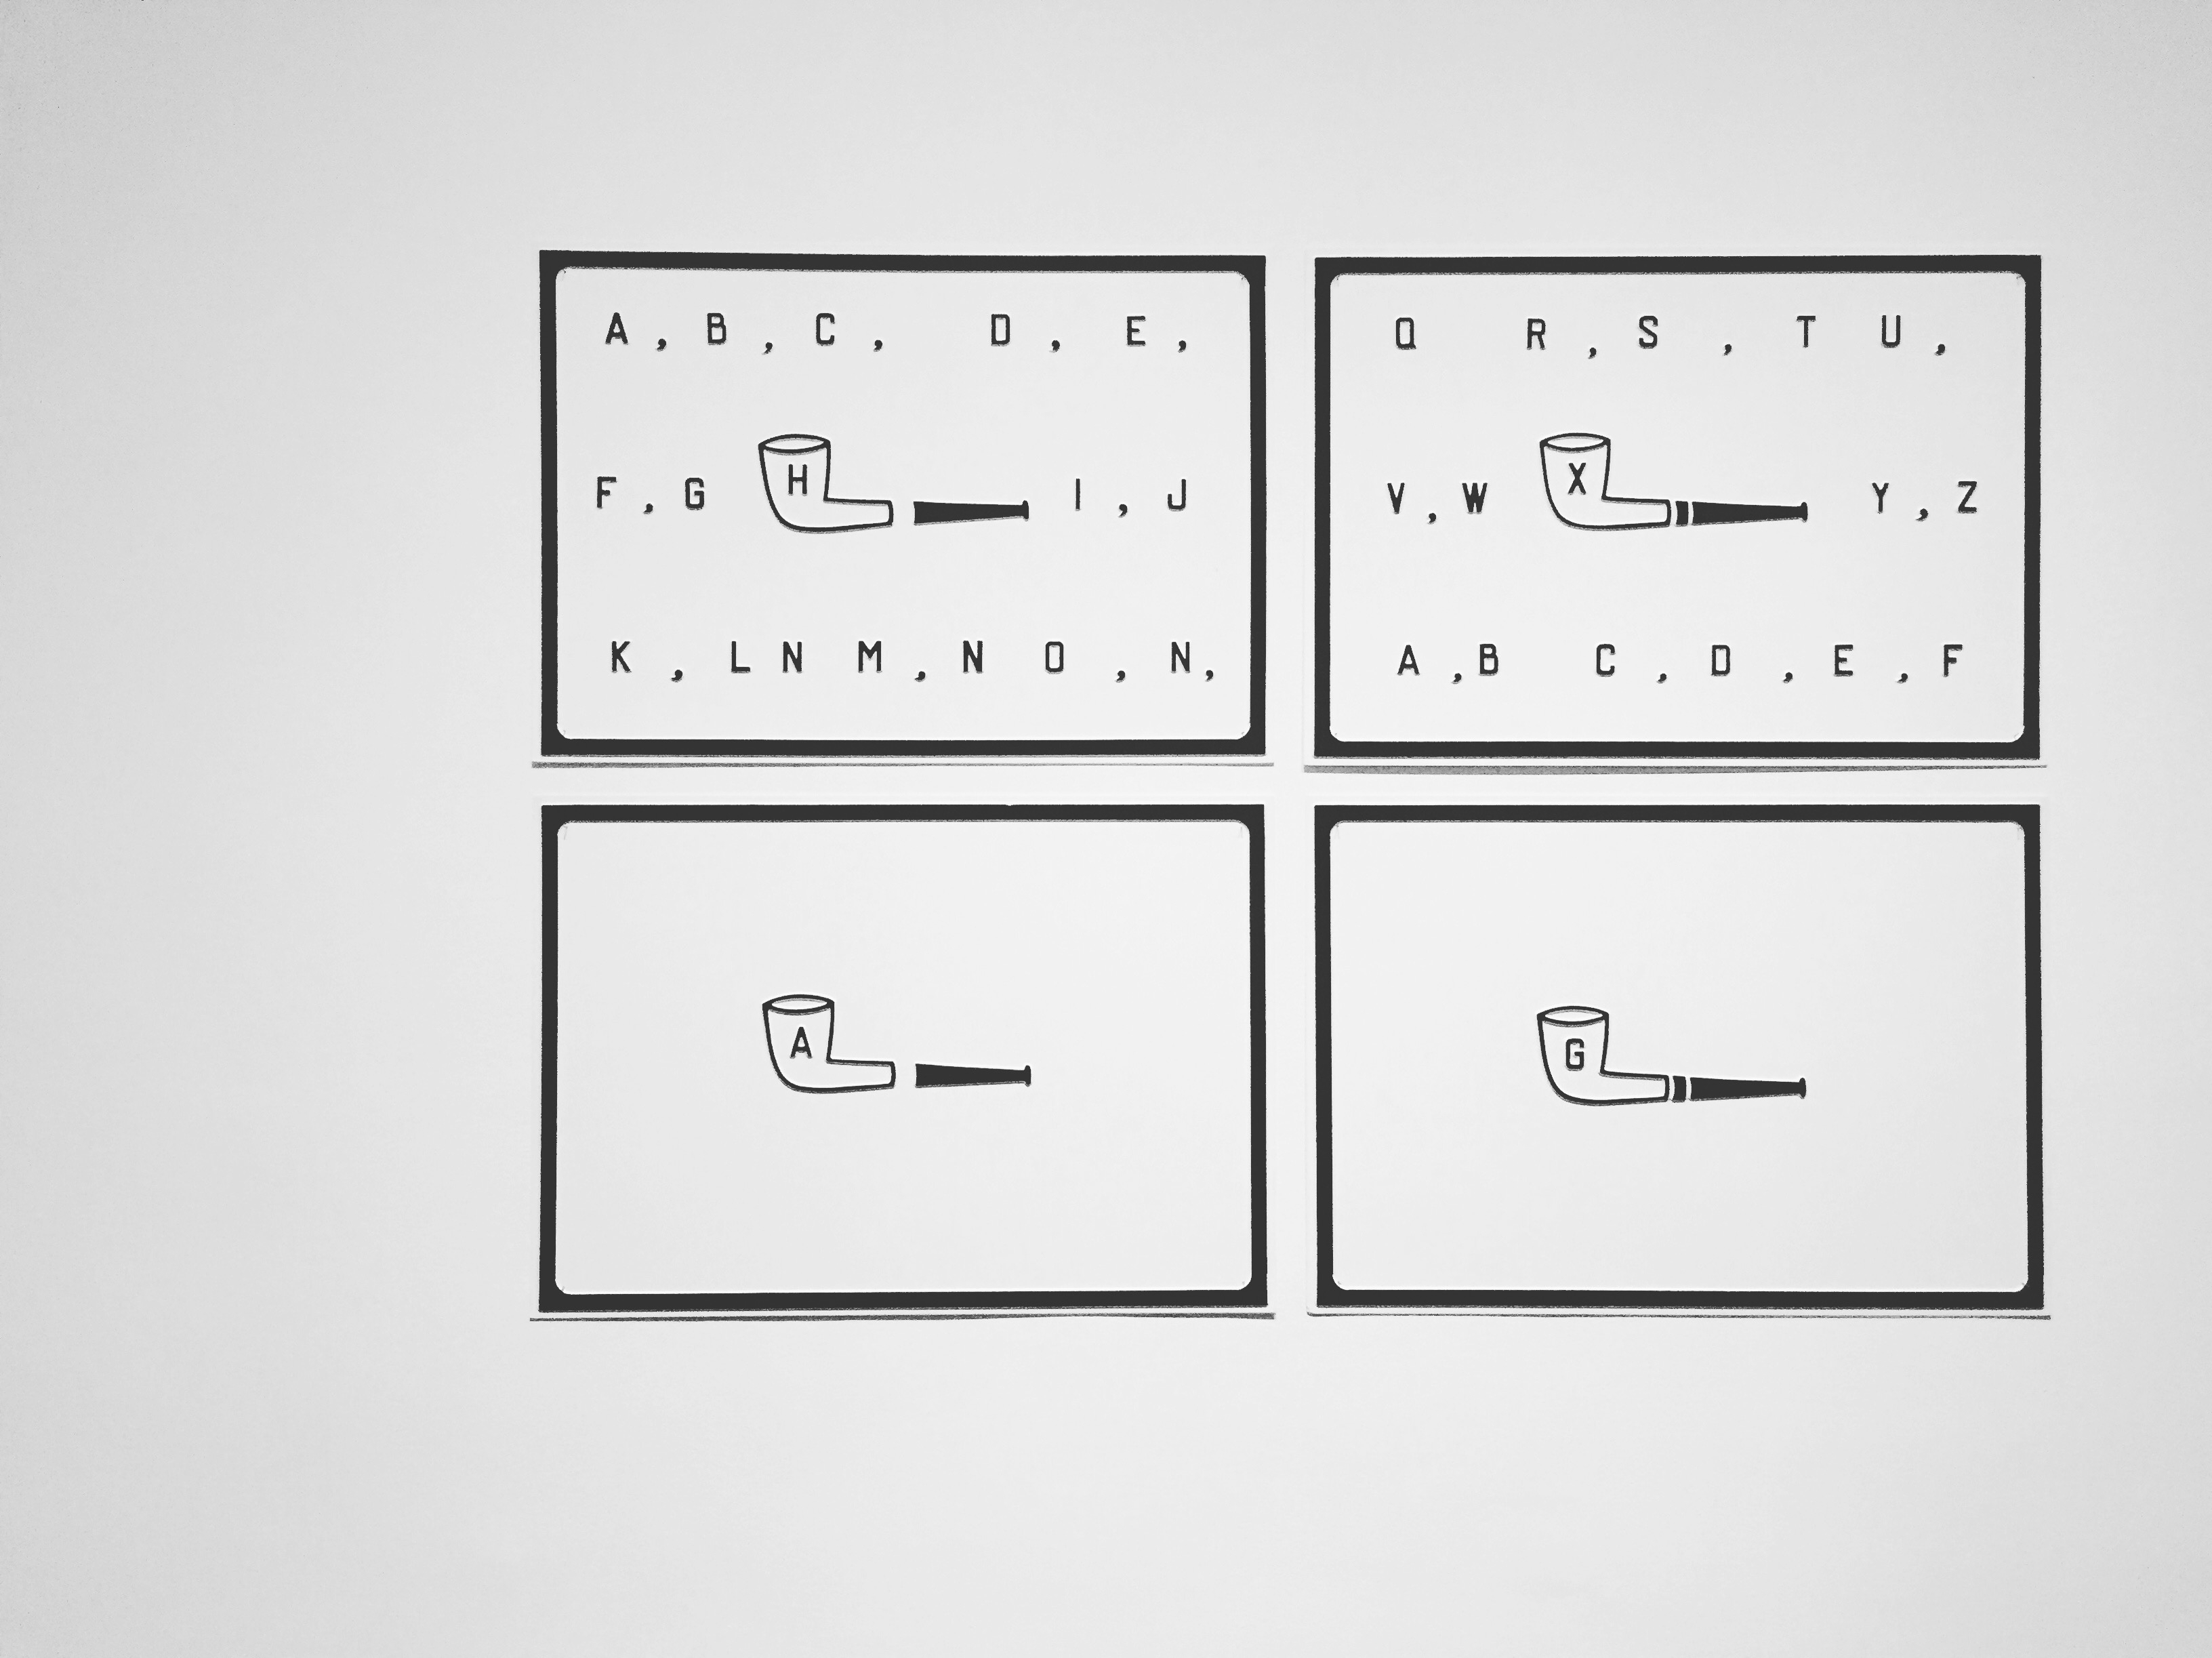 A , B , C , D , E ,
F , G H I , J
K , L N M , N O , N ,
Q R , S , T U ,
V , W X Y , Z
A , B C , D , E , F
A
G